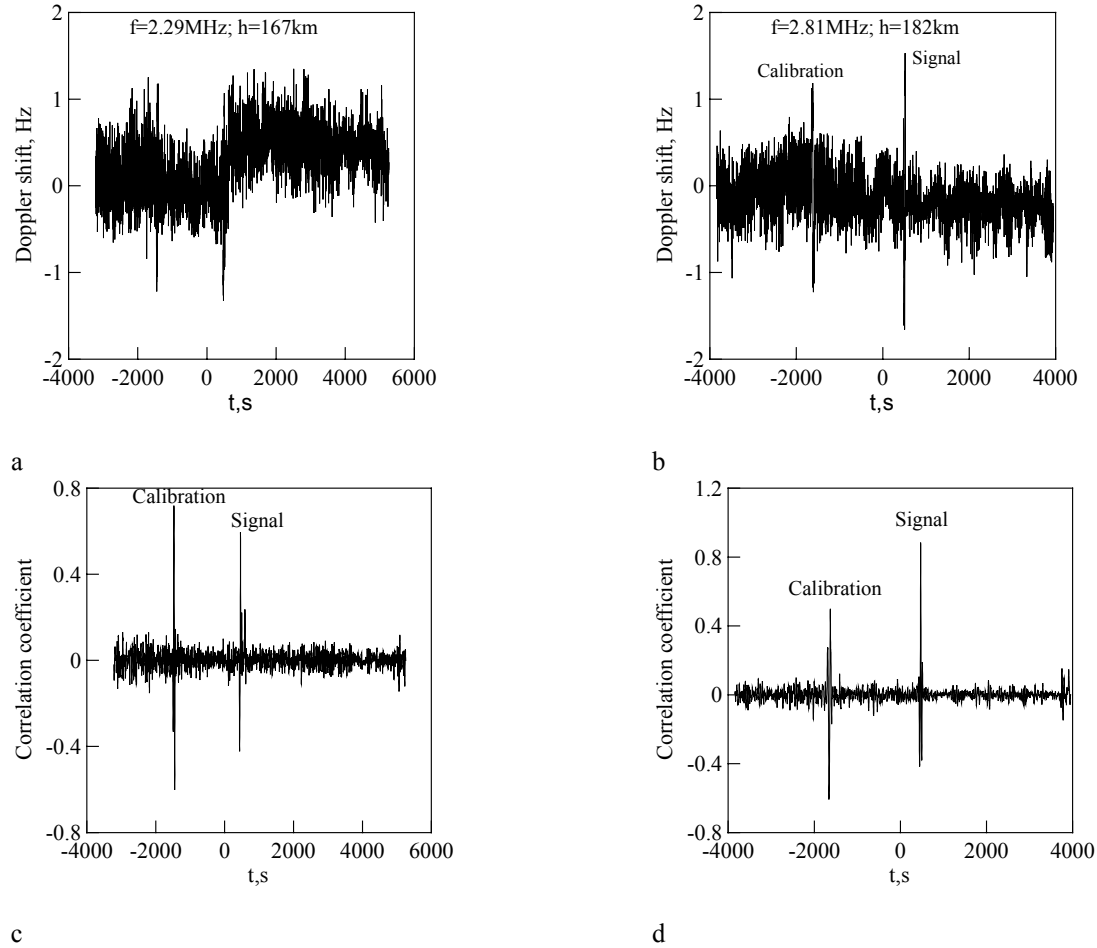 f=2.29MHz; h=167km
2
1
0
-1
-2
Doppler shift, Hz
-4000 -2000 0 2000 4000 6000
t,s
a
f=2.81MHz; h=182km
Calibration
Signal
2
1
0
-1
-2
Doppler shift, Hz
-4000 -2000 0 2000 4000
t,s
b
Calibration
Signal
0.8
0.4
0
-0.4
-0.8
Correlation coefficient
-4000 -2000 0 2000 4000 6000
t,s
c
Signal
Calibration
1.2
0.8
0.4
0
-0.4
-0.8
Correlation coefficient
-4000 -2000 0 2000 4000
t,s
d